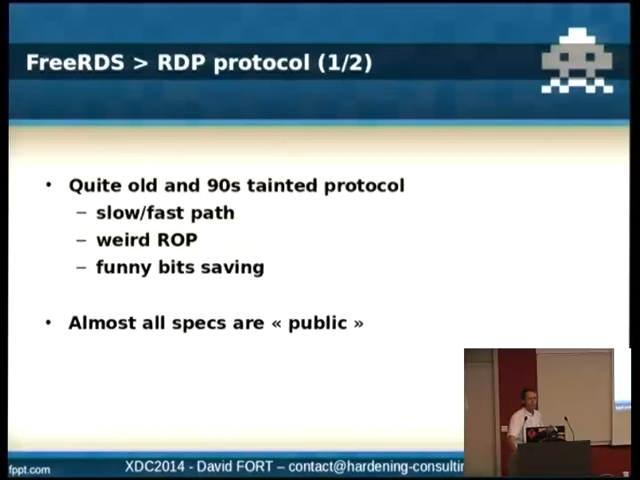 FreeRDS > RDP protocol (1/2)
• Quite old and 90s tainted protocol
– slow/fast path
– weird ROP
– funny bits saving
• Almost all specs are « public »
fppt.com
XDC2014 - David FORT – contact@hardening-consultin